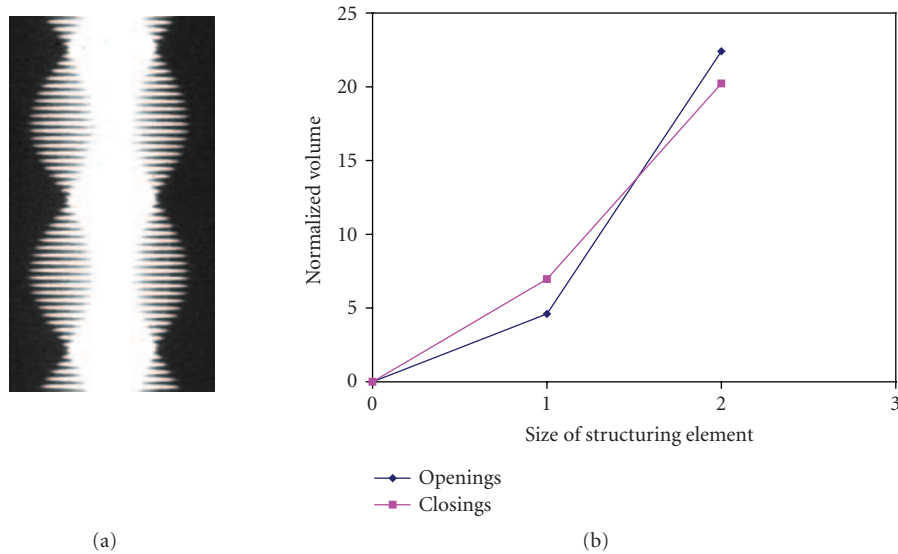 25
20
15
10
5
0
Normalized volume
0 1 2 3
Size of structuring element
Openings
Closings
(a)
(b)